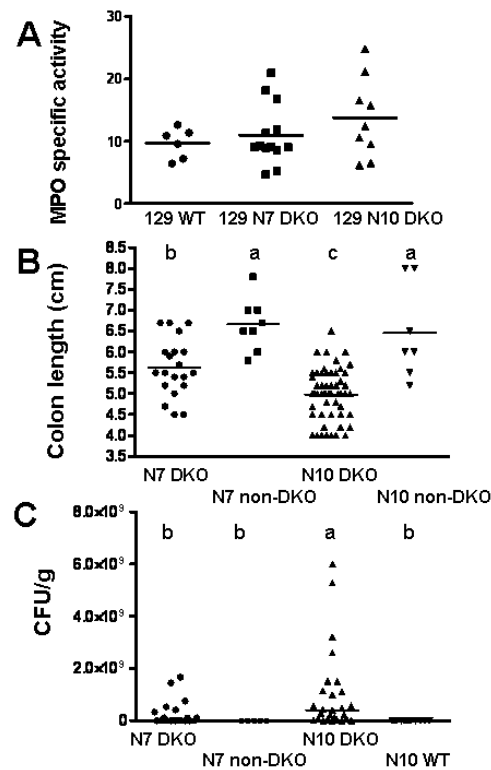 A
MPO specific activity
30
20
10
0
129 WT 129 N7 DKO 129 N10 DKO
B
Colon length (cm)
8.5
8.0
7.5
7.0
6.5
6.0
5.5
5.0
4.5
4.0
3.5
b a c a
N7 DKO N10 DKO
N7 non-DKO N10 non-DKO
C
CFU/g
8.0×10⁹
6.0×10⁹
4.0×10⁹
2.0×10⁹
0
b b a b
N7 DKO N10 DKO
N7 non-DKO N10 WT